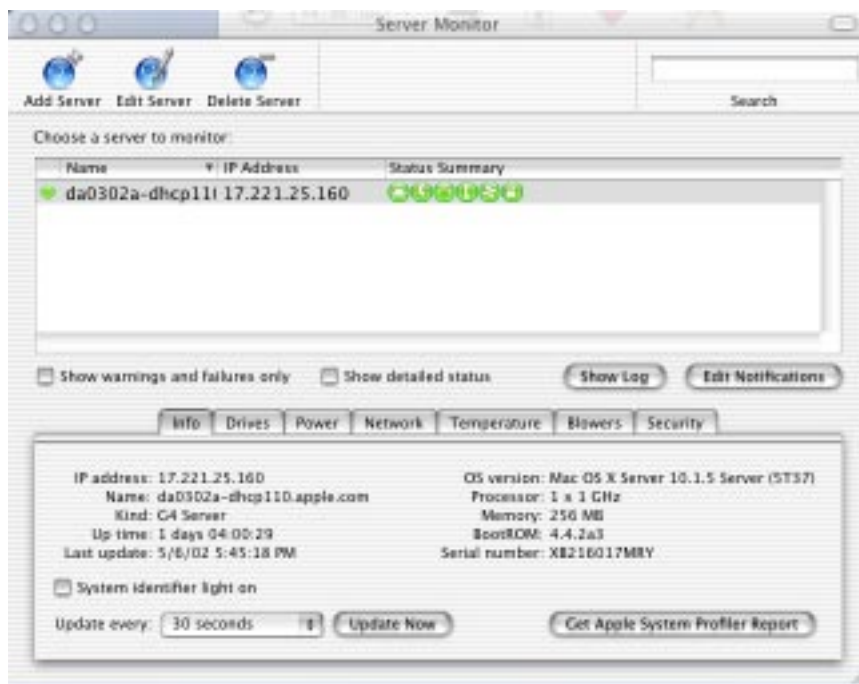 Server Monitor
Add Server Edit Server Delete Server
Search
Choose a server to monitor:
Name IP Address Status Summary
da0302a-dhcp11( 17.221.25.160
Show warnings and failures only Show detailed status Show Log Edit Notifications
Info Drives Power Network Temperature Blowers Security
IP address: 17.221.25.160 OS version: Mac OS X Server 10.1.5 Server (5T37)
Name: da0302a-dhcp110.apple.com Processor: 1 x 1 GHz
Kind: G4 Server Memory: 256 MB
Up time: 1 days 04:00:29 BootROM: 4.4.2a3
Last update: 5/6/02 5:45:18 PM Serial number: XB216017MRY
System identifier light on
Update every: 30 seconds Update Now Get Apple System Profiler Report